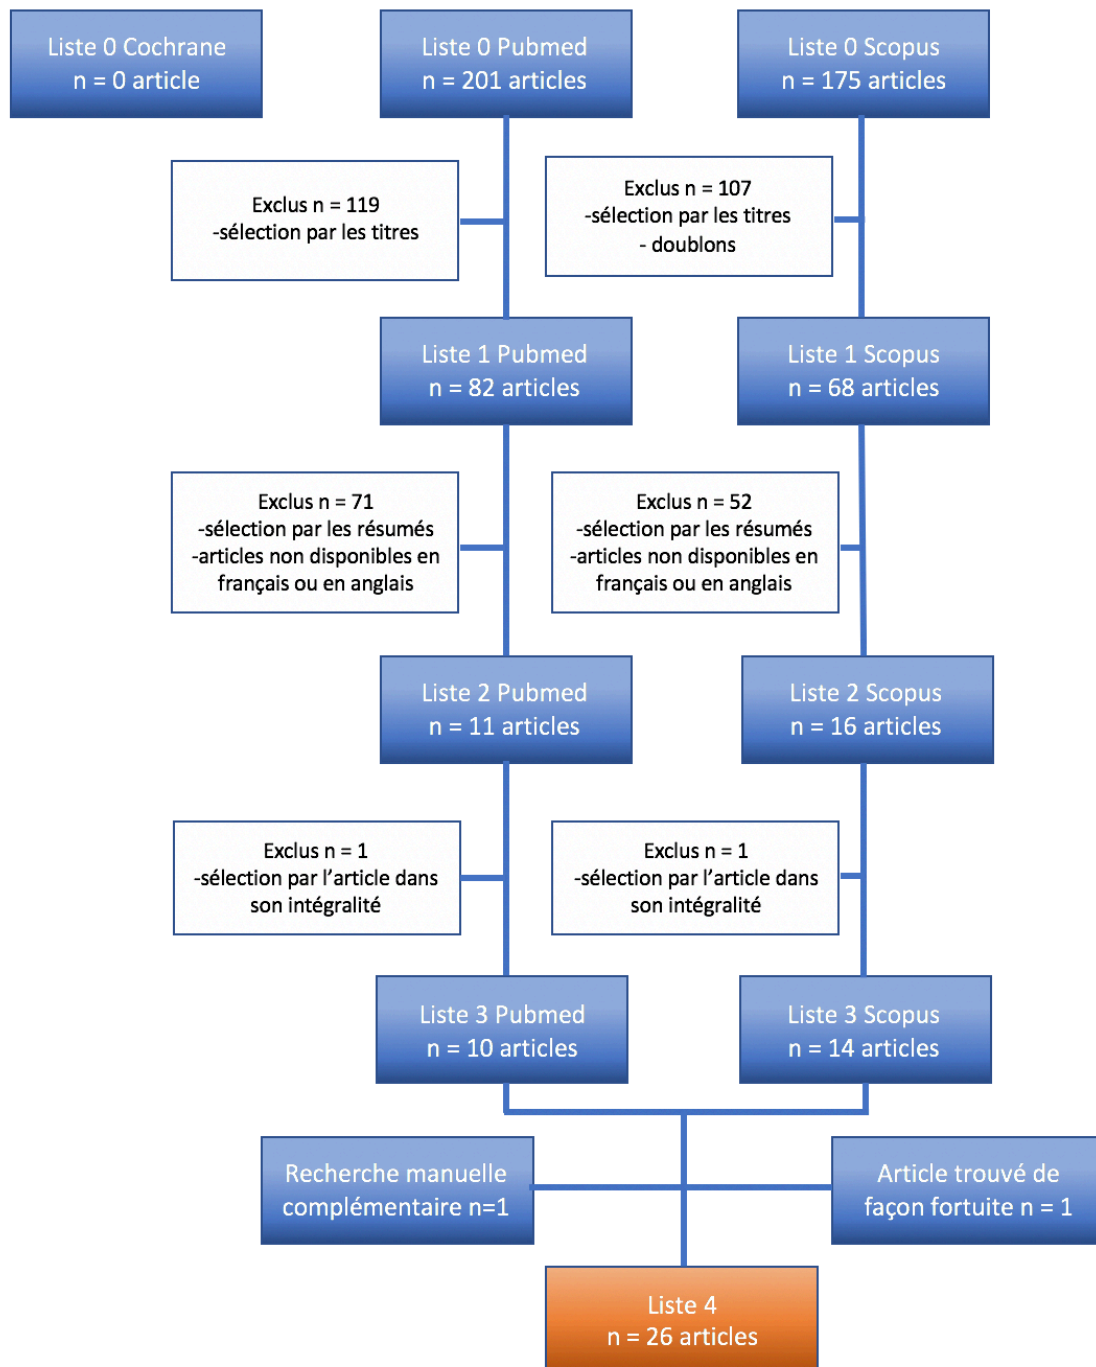 Liste 0 Cochrane
n = 0 article
Liste 0 Pubmed
n = 201 articles
Liste 0 Scopus
n = 175 articles
Exclus n = 119
-sélection par les titres
Exclus n = 107
-sélection par les titres
- doublons
Liste 1 Pubmed
n = 82 articles
Liste 1 Scopus
n = 68 articles
Exclus n = 71
-sélection par les résumés
-articles non disponibles en
français ou en anglais
Exclus n = 52
-sélection par les résumés
-articles non disponibles en
français ou en anglais
Liste 2 Pubmed
n = 11 articles
Liste 2 Scopus
n = 16 articles
Exclus n = 1
-sélection par l’article dans
son intégralité
Exclus n = 1
-sélection par l’article dans
son intégralité
Liste 3 Pubmed
n = 10 articles
Liste 3 Scopus
n = 14 articles
Recherche manuelle
complémentaire n=1
Article trouvé de
façon fortuite n = 1
Liste 4
n = 26 articles